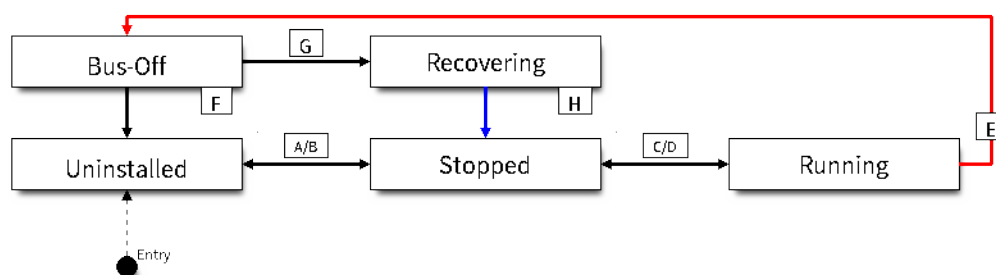 G
Bus-Off
Recovering
F
H
E
A/B
C/D
Uninstalled
Stopped
Running
Entry